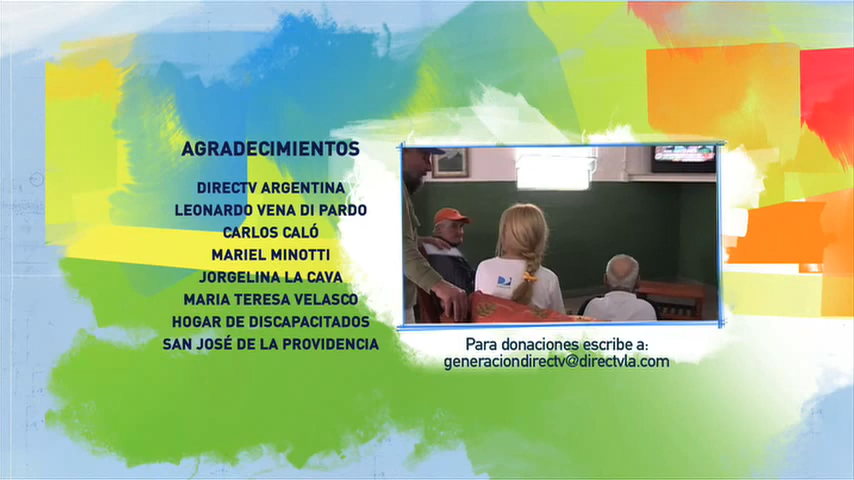 AGRADECIMIENTOS
DIRECTV ARGENTINA
LEONARDO VENA DI PARDO
CARLOS CALÓ
MARIEL MINOTTI
JORGELINA LA CAVA
MARIA TERESA VELASCO
HOGAR DE DISCAPACITADOS
SAN JOSÉ DE LA PROVIDENCIA
Para donaciones escribe a:
generaciondirectv@directvla.com